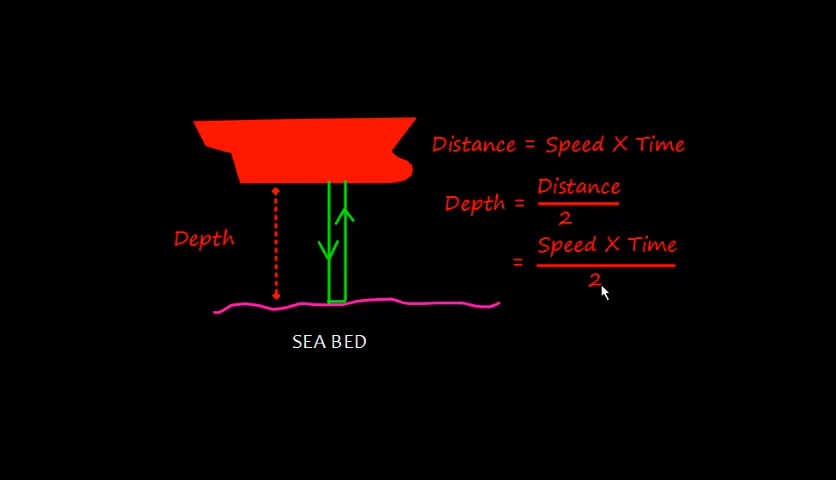 Distance = Speed X Time
Depth = Distance
2
= Speed X Time
2
Depth
SEA BED